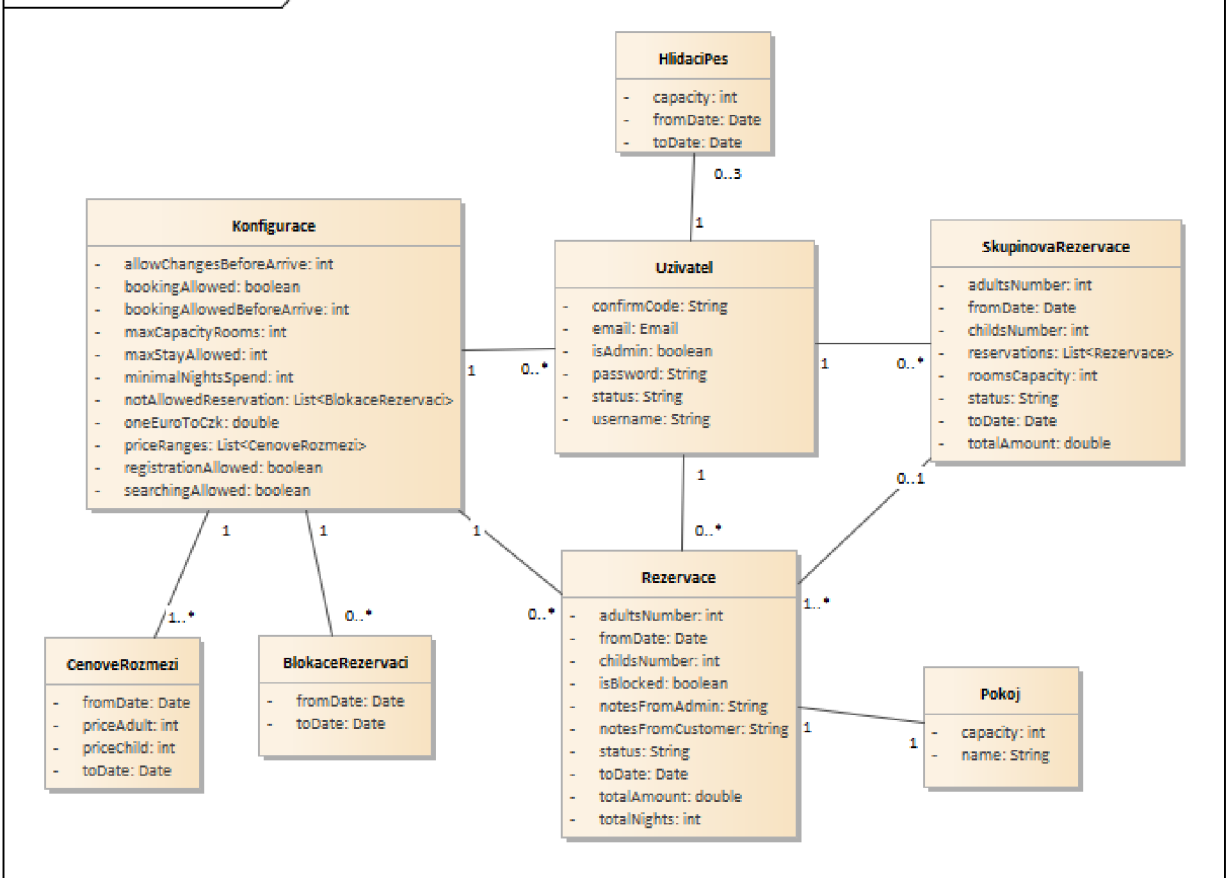 HlidaciPes
- capacity: int
- fromDate: Date
- toDate: Date
0..3
1
Konfigurace
- allowChangesBeforeArrive: int
- bookingAllowed: boolean
- bookingAllowedBeforeArrive: int
- maxCapacityRooms: int
- maxStayAllowed: int
- minimalNightsSpend: int
- notAllowedReservation: List<BlokaceRezervaci>
- oneEuroToCzk: double
- priceRanges: List<CenoveRozmezi>
- registrationAllowed: boolean
- searchingAllowed: boolean
1
0..*
Uzivatel
- confirmCode: String
- email: Email
- isAdmin: boolean
- password: String
- status: String
- username: String
1
0..*
SkupinovaRezervace
- adultsNumber: int
- fromDate: Date
- childsNumber: int
- reservations: List<Rezervace>
- roomsCapacity: int
- status: String
- toDate: Date
- totalAmount: double
1
0..*
0..1
1..*
1
1
1
0..*
1..*
0..*
CenoveRozmezi
- fromDate: Date
- priceAdult: int
- priceChild: int
- toDate: Date
BlokaceRezervaci
- fromDate: Date
- toDate: Date
Rezervace
- adultsNumber: int
- fromDate: Date
- childsNumber: int
- isBlocked: boolean
- notesFromAdmin: String
- notesFromCustomer: String
- status: String
- toDate: Date
- totalAmount: double
- totalNights: int
1
1
Pokoj
- capacity: int
- name: String